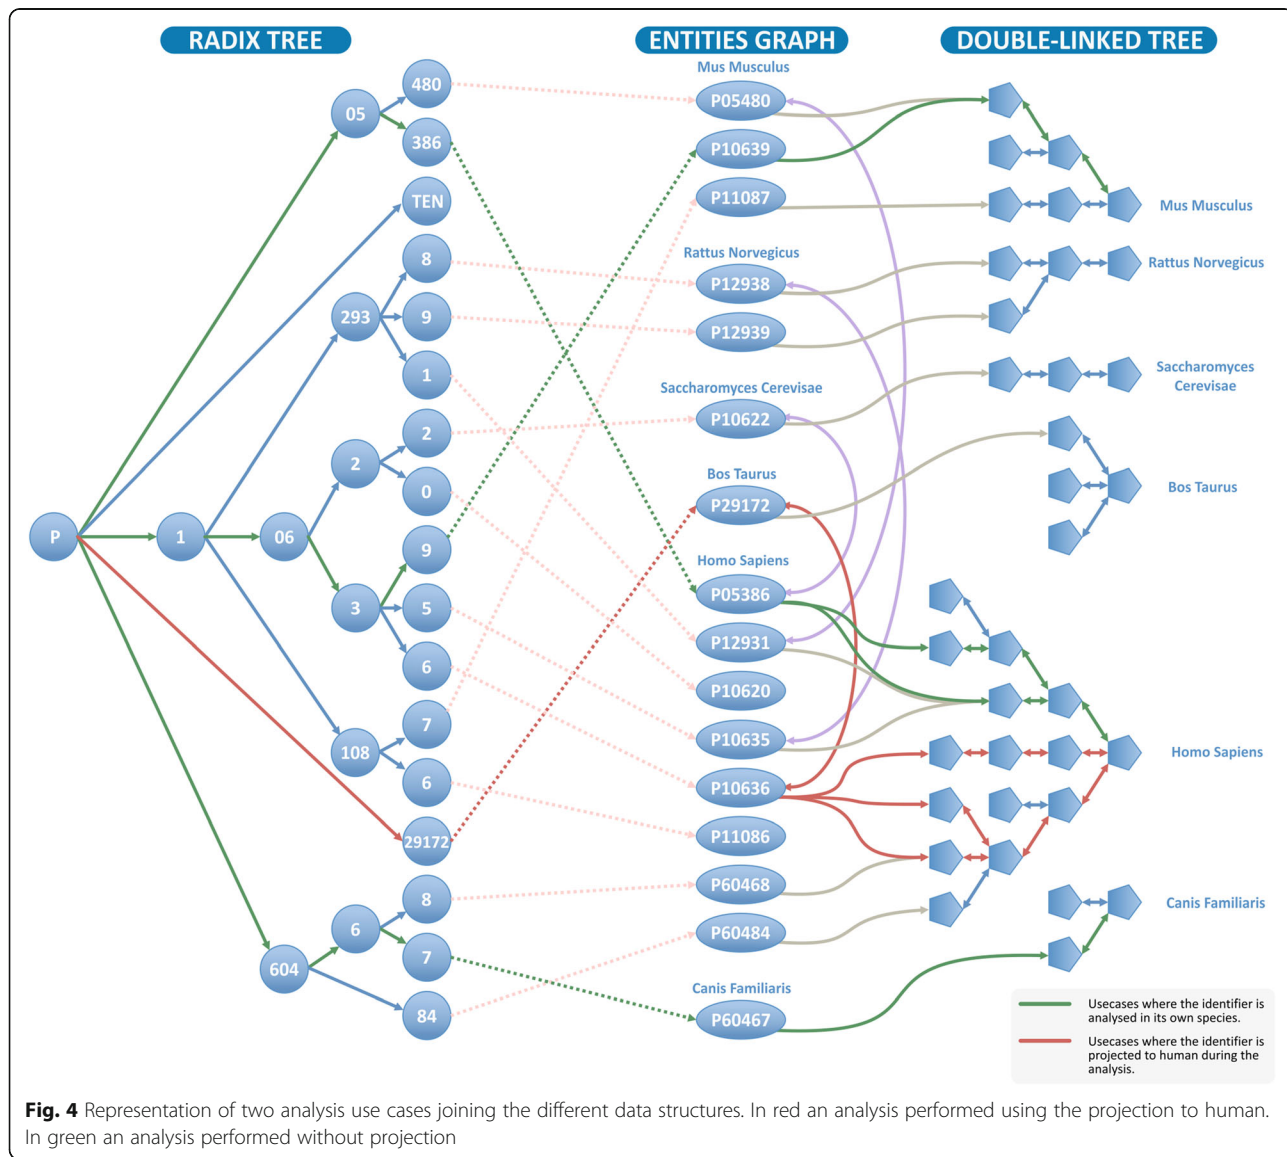 RADIX TREE
ENTITIES GRAPH
DOUBLE-LINKED TREE
P
1
06
05
293
2
3
108
604
6
480
386
TEN
8
9
1
2
0
9
5
6
7
6
29172
8
7
84
Mus Musculus
P05480
P10639
P11087
Rattus Norvegicus
P12938
P12939
Saccharomyces Cerevisae
P10622
Bos Taurus
P29172
Homo Sapiens
P05386
P12931
P10620
P10635
P10636
P11086
P60468
P60484
Canis Familiaris
P60467
Mus Musculus
Rattus Norvegicus
Saccharomyces
Cerevisae
Bos Taurus
Homo Sapiens
Canis Familiaris
Usecases where the identifier is
analysed in its own species.
Usecases where the identifier is
projected to human during the
analysis.
Fig. 4 Representation of two analysis use cases joining the different data structures. In red an analysis performed using the projection to human.
In green an analysis performed without projection